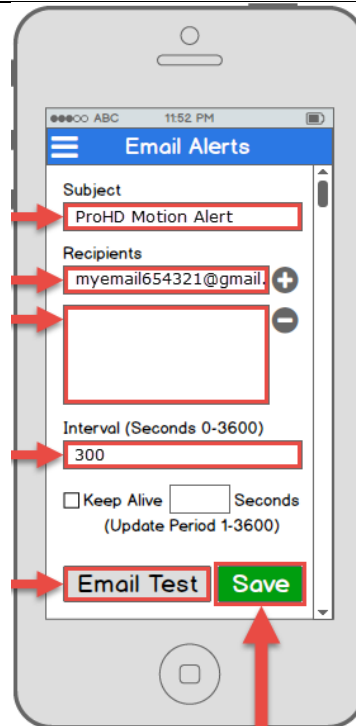 ABC 11:52 PM
Email Alerts
Subject
ProHD Motion Alert
Recipients
myemail654321@gmail.
Interval (Seconds 0-3600)
300
Keep Alive Seconds
(Update Period 1-3600)
Email Test Save